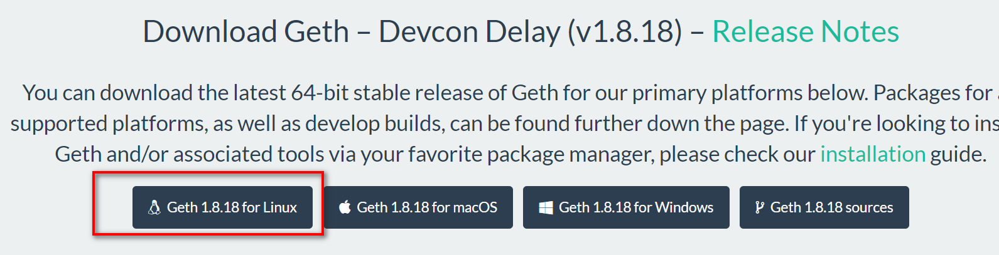 Download Geth – Devcon Delay (v1.8.18) – Release Notes
You can download the latest 64-bit stable release of Geth for our primary platforms below. Packages for
supported platforms, as well as develop builds, can be found further down the page. If you're looking to
Geth and/or associated tools via your favorite package manager, please check our installation guide.
Geth 1.8.18 for Linux
Geth 1.8.18 for macOS
Geth 1.8.18 for Windows
Geth 1.8.18 sources